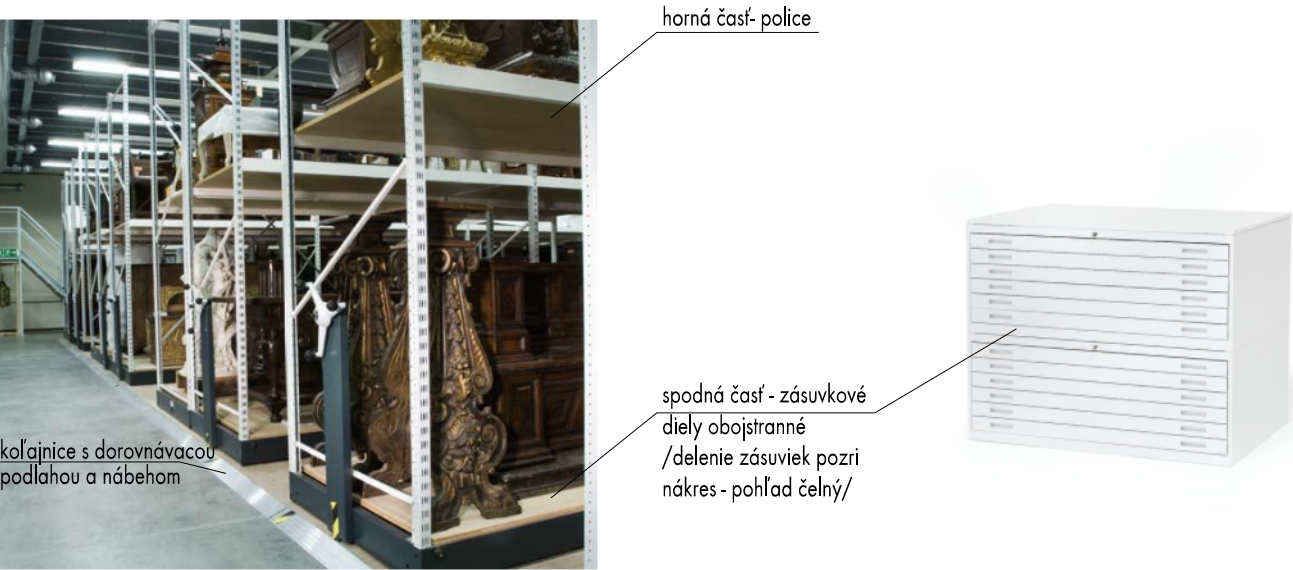 horná časť- police
spodná časť - zásuvkové
diely obojstranné
/delenie zásuviek pozri
nákres - pohľad čelný/
koľajnice s dorovnávacou
podlahou a nábehom